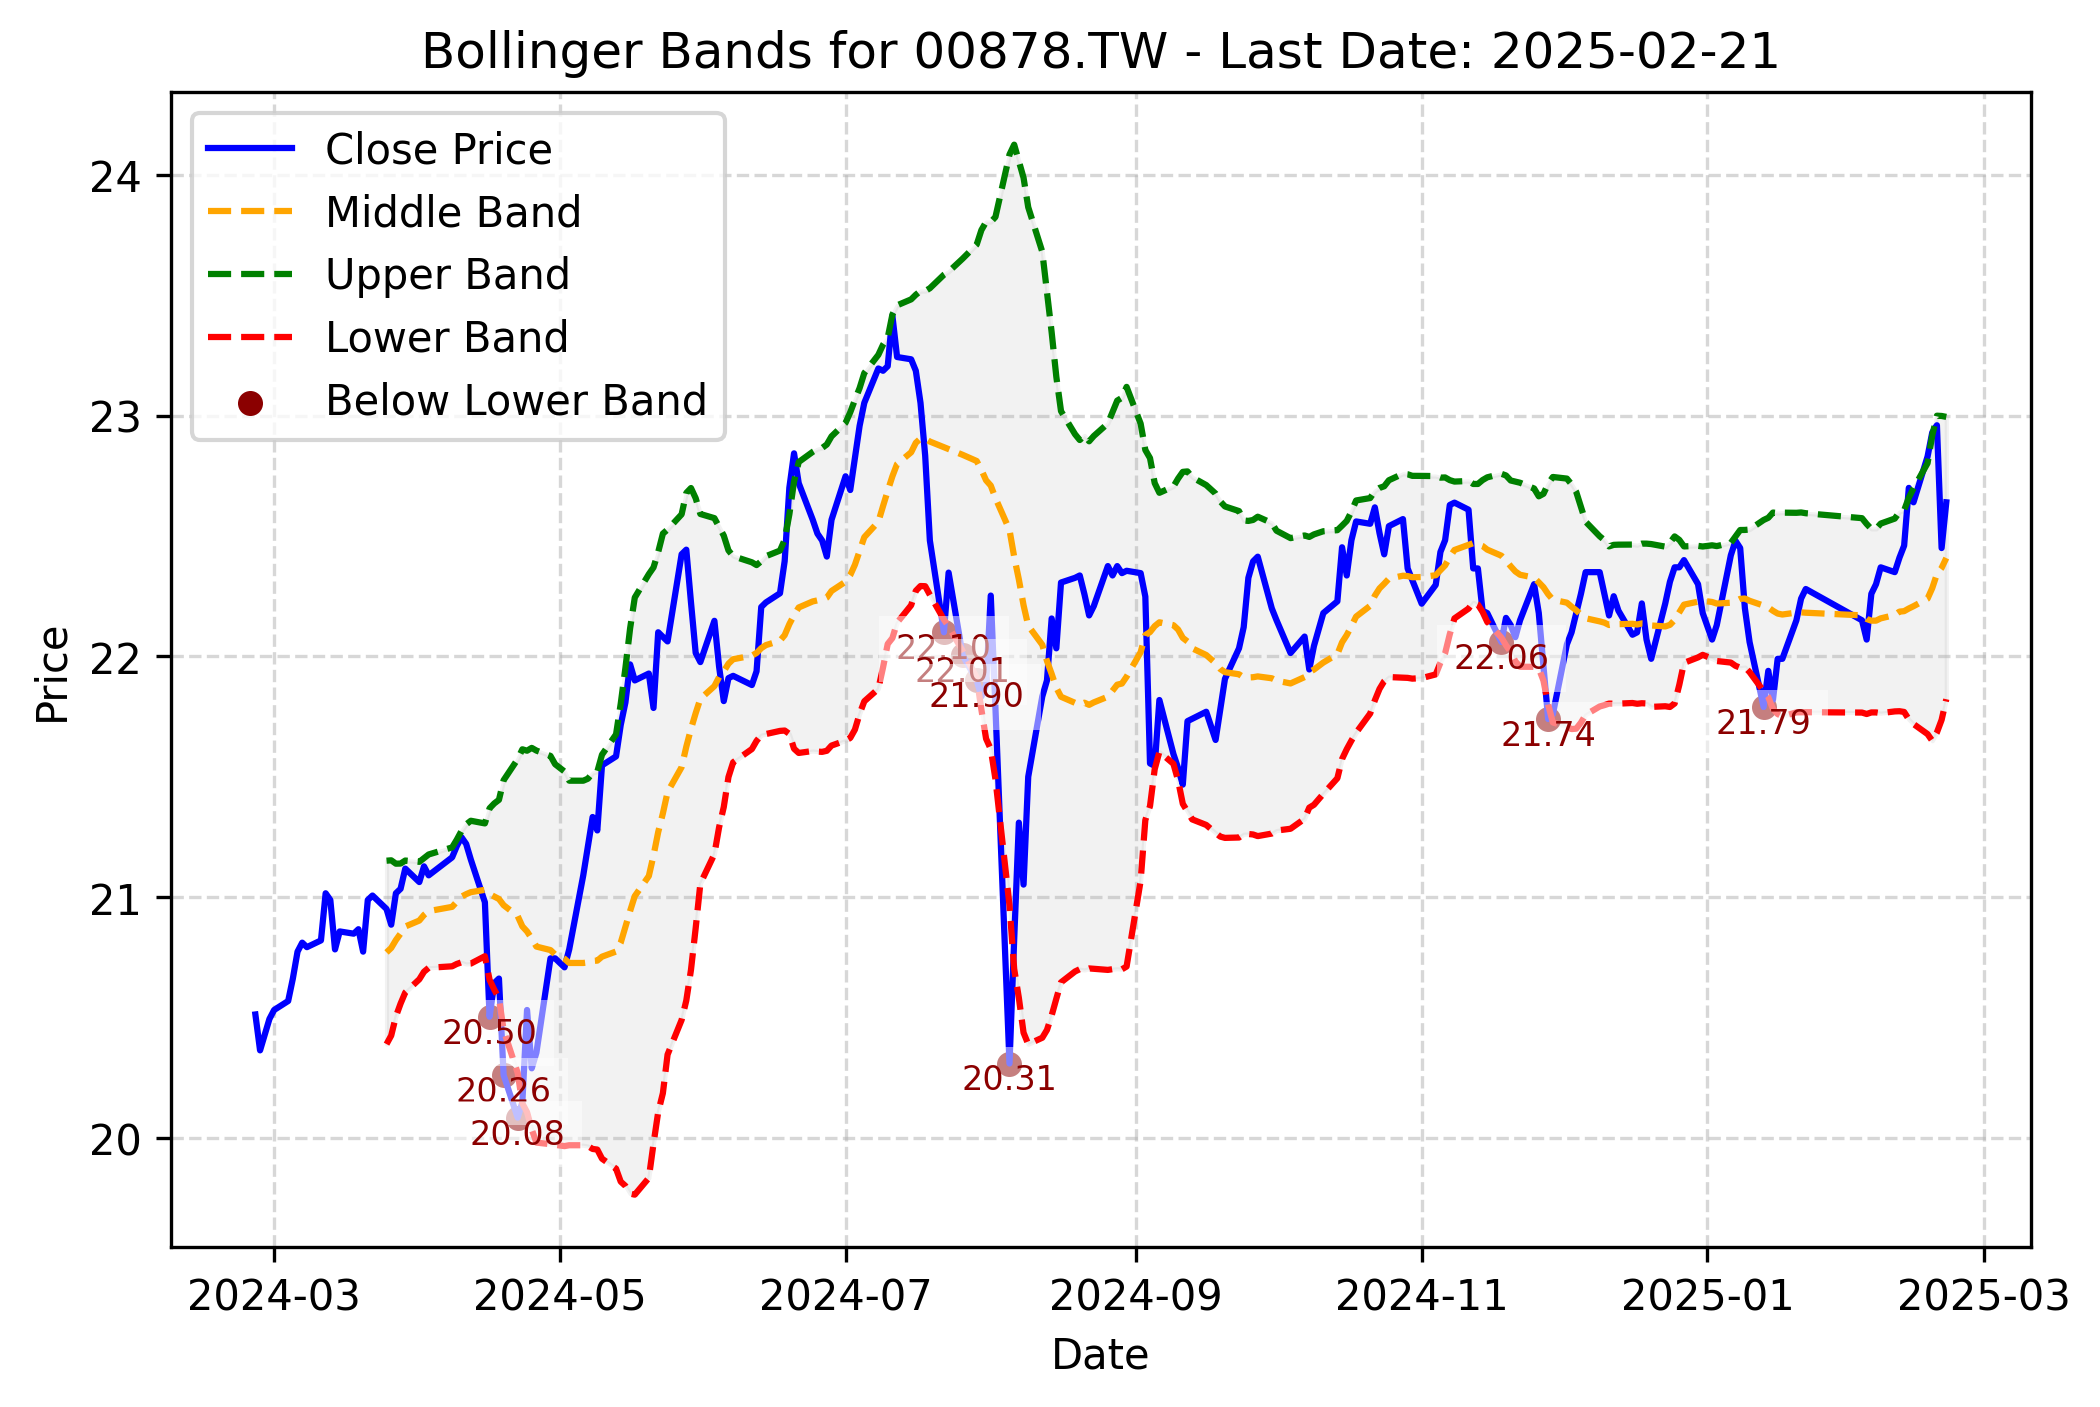 Bollinger Bands for 00878.TW - Last Date: 2025-02-21
Close Price
Middle Band
Upper Band
Lower Band
Below Lower Band
24
23
22
21
20
Price
22.10
22.01
21.90
22.06
21.74
21.79
20.50
20.26
20.08
20.31
2024-03
2024-05
2024-07
2024-09
2024-11
2025-01
2025-03
Date